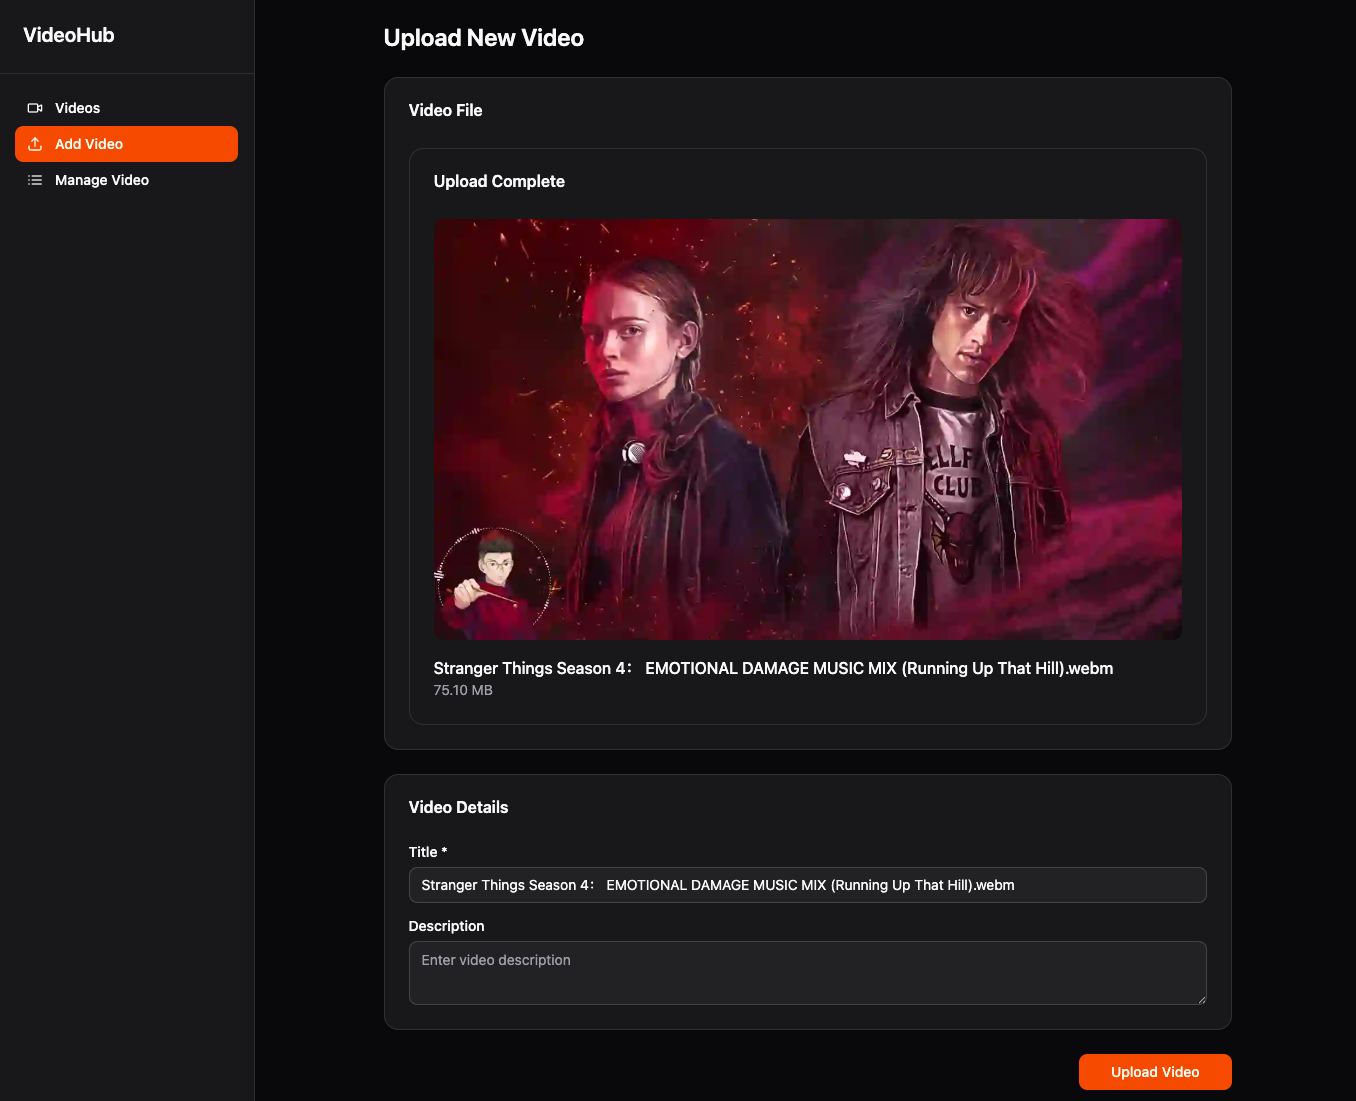 VideoHub
Videos
Add Video
Manage Video
Upload New Video
Video File
Upload Complete
CLUB
Stranger Things Season 4： EMOTIONAL DAMAGE MUSIC MIX (Running Up That Hill).webm
75.10 MB
Video Details
Title *
Stranger Things Season 4： EMOTIONAL DAMAGE MUSIC MIX (Running Up That Hill).webm
Description
Enter video description
Upload Video